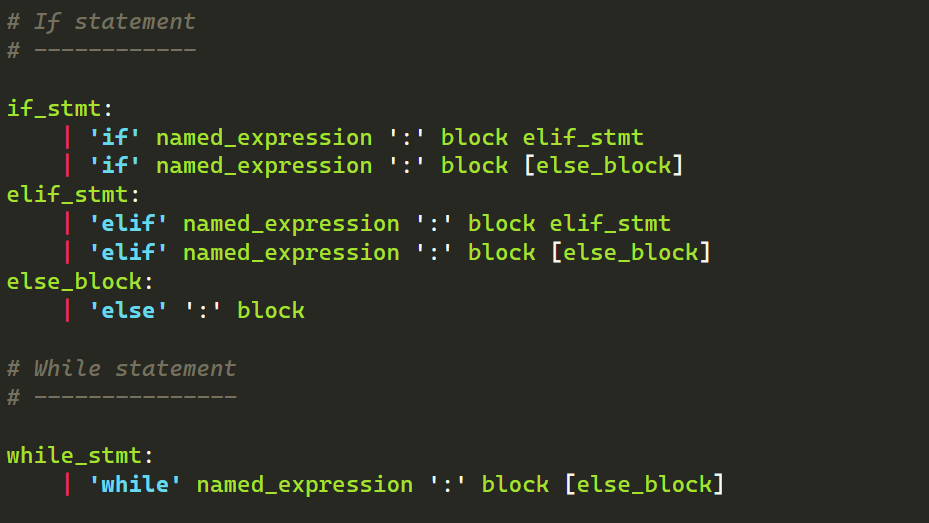 # If statement
# ------------
if_stmt:
    | 'if' named_expression ':' block elif_stmt
    | 'if' named_expression ':' block [else_block]
elif_stmt:
    | 'elif' named_expression ':' block elif_stmt
    | 'elif' named_expression ':' block [else_block]
else_block:
    | 'else' ':' block
# While statement
# ---------------
while_stmt:
    | 'while' named_expression ':' block [else_block]